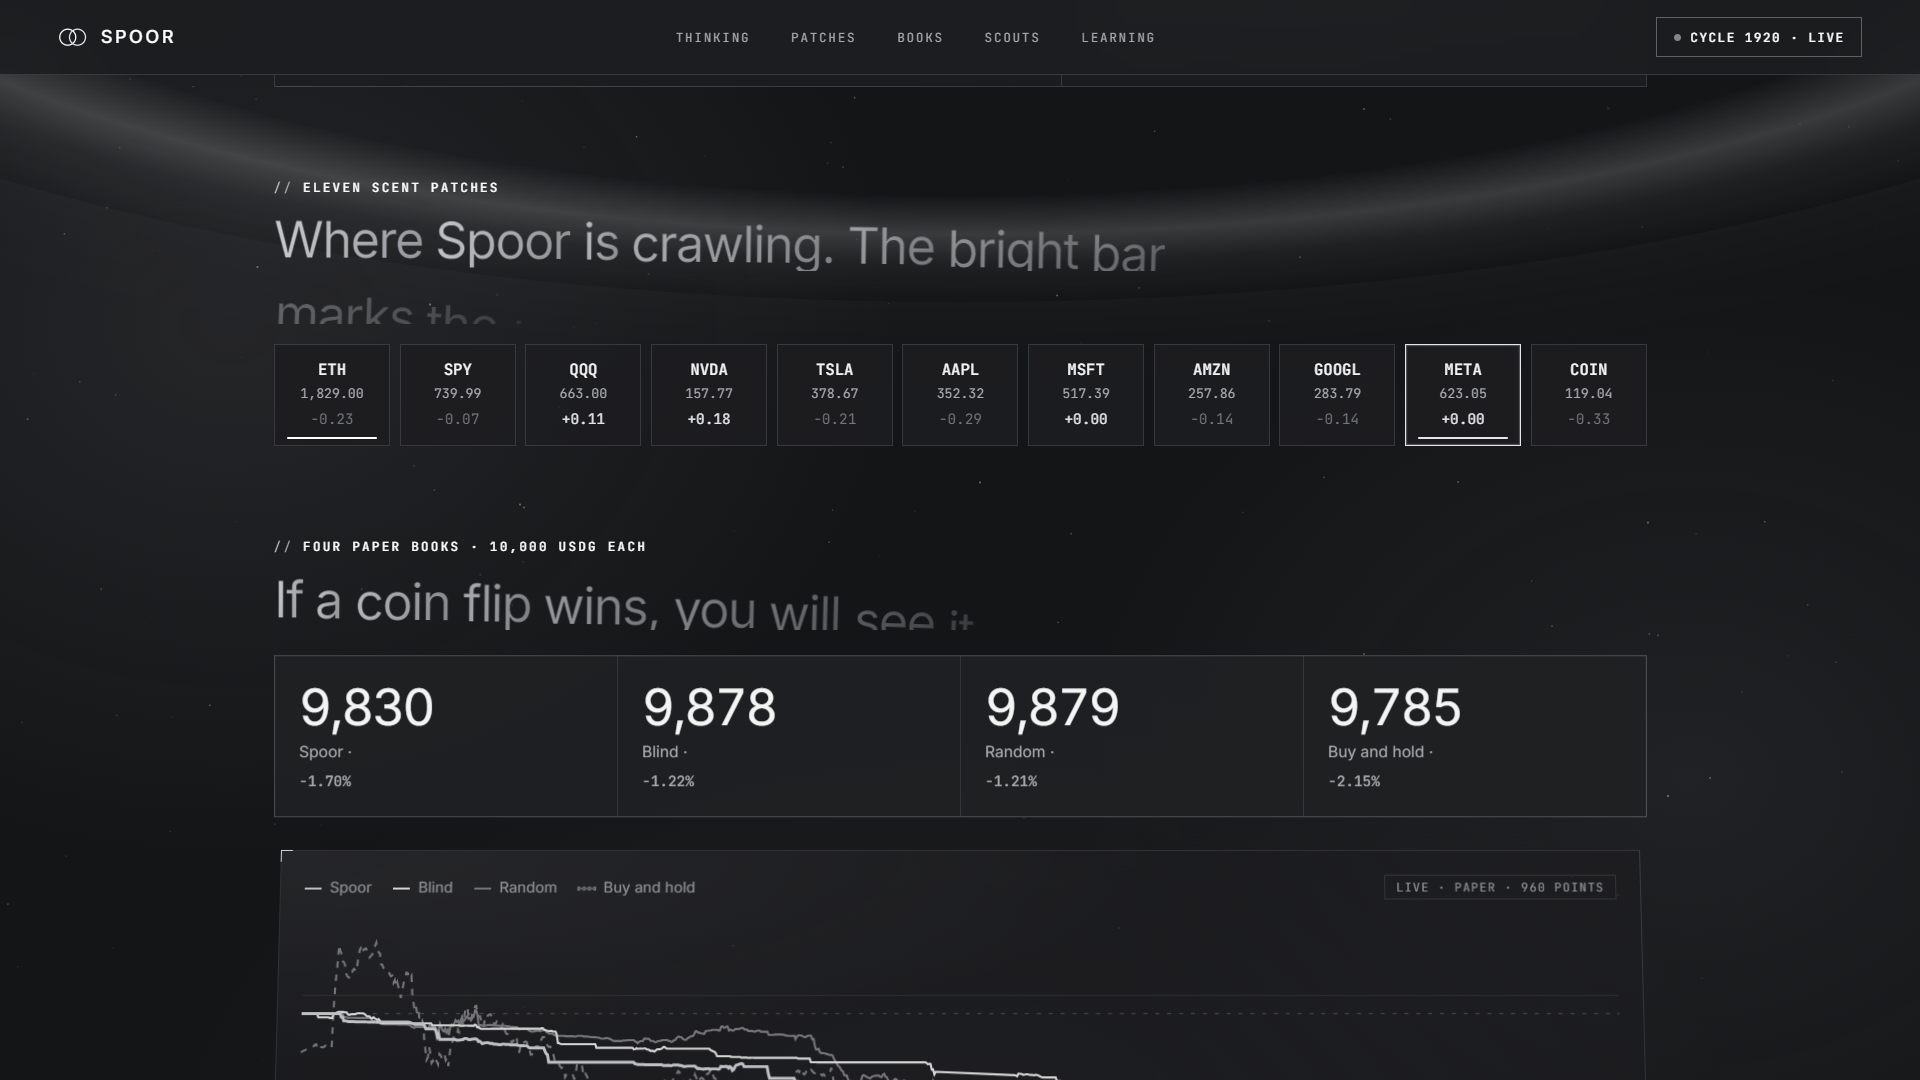 SPOOR
THINKING PATCHES BOOKS SCOUTS LEARNING
CYCLE 1920 · LIVE
// ELEVEN SCENT PATCHES
Where Spoor is crawling. The bright bar
marks the
ETH SPY QQQ NVDA TSLA AAPL MSFT AMZN GOOGL META COIN
1,829.00 739.99 663.00 157.77 378.67 352.32 517.39 257.86 283.79 623.05 119.04
-0.23 -0.07 +0.11 +0.18 -0.21 -0.29 +0.00 -0.14 -0.14 +0.00 -0.33
// FOUR PAPER BOOKS · 10,000 USDG EACH
If a coin flip wins, you will see it
9,830 9,878 9,879 9,785
Spoor · Blind · Random · Buy and hold ·
-1.70% -1.22% -1.21% -2.15%
Spoor Blind Random Buy and hold
LIVE · PAPER · 960 POINTS